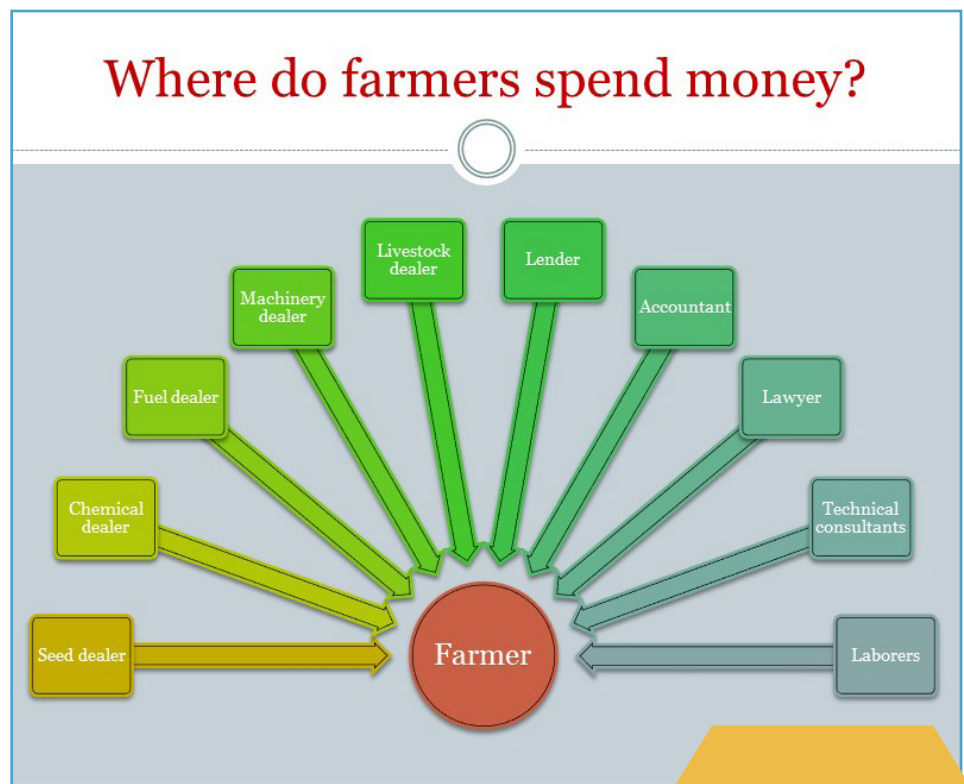 Where do farmers spend money?
Livestock
dealer
Lender
Machinery
dealer
Accountant
Fuel dealer
Lawyer
Chemical
dealer
Technical
consultants
Seed dealer
Farmer
Laborers